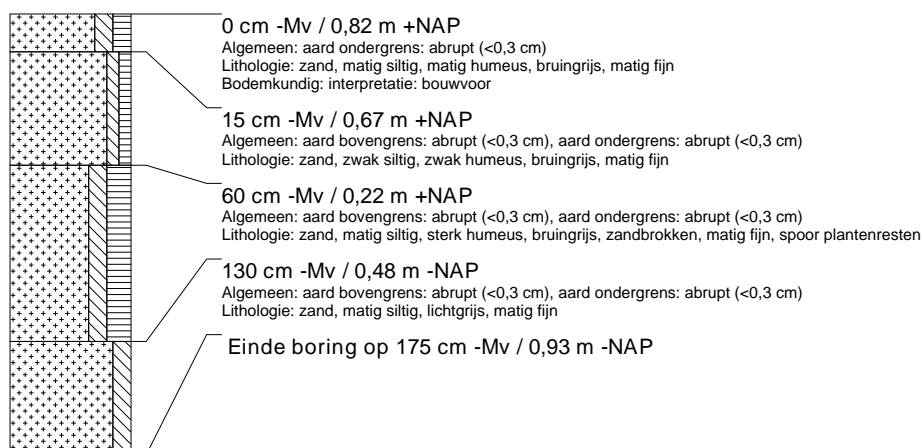 0 cm -Mv / 0,82 m +NAP
Algemeen: aard ondergrens: abrupt (<0,3 cm)
Lithologie: zand, matig siltig, matig humeus, bruingrijs, matig fijn
Bodemkundig: interpretatie: bouwvoor
15 cm -Mv / 0,67 m +NAP
Algemeen: aard bovengrens: abrupt (<0,3 cm), aard ondergrens: abrupt (<0,3 cm)
Lithologie: zand, zwak siltig, zwak humeus, bruingrijs, matig fijn
60 cm -Mv / 0,22 m +NAP
Algemeen: aard bovengrens: abrupt (<0,3 cm), aard ondergrens: abrupt (<0,3 cm)
Lithologie: zand, matig siltig, sterk humeus, bruingrijs, zandbrokken, matig fijn, spoor plantenresten
130 cm -Mv / 0,48 m -NAP
Algemeen: aard bovengrens: abrupt (<0,3 cm), aard ondergrens: abrupt (<0,3 cm)
Lithologie: zand, matig siltig, lichtgrijs, matig fijn
Einde boring op 175 cm -Mv / 0,93 m -NAP